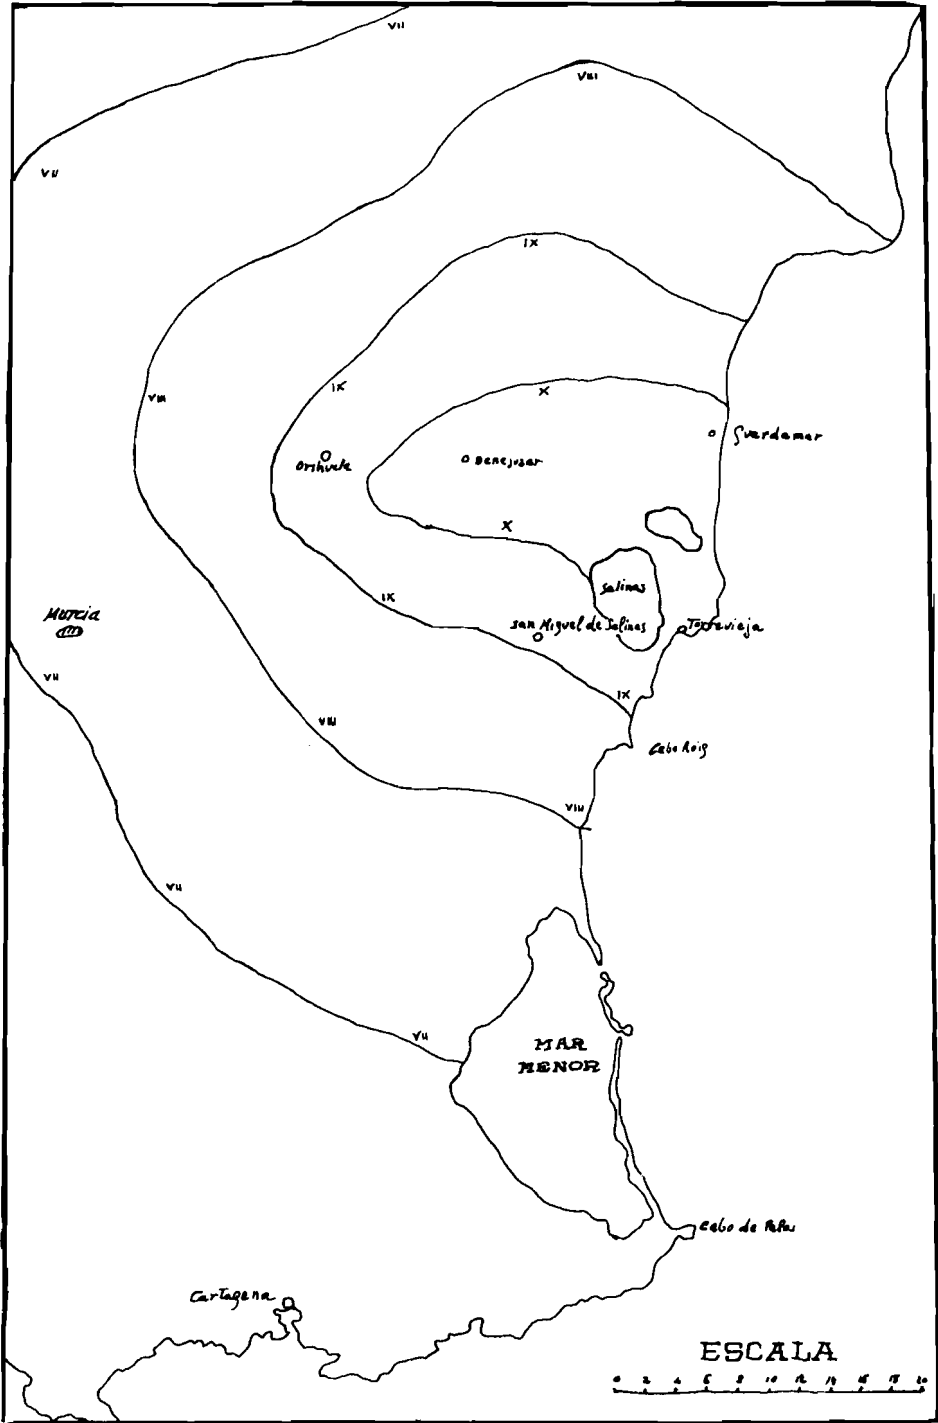 VII
VIII
VII
IX
IX
X
VIII
Guardamar
Orihuela
Benejuzar
X
Salinas
IX
Murcia
San Miguel de Salinas
Torrevieja
VII
IX
VIII
Cabo Roig
VIII
VII
VII
MAR
MENOR
Cabo de Palos
Cartagena
ESCALA
0 2 4 6 8 10 12 14 16 18 20